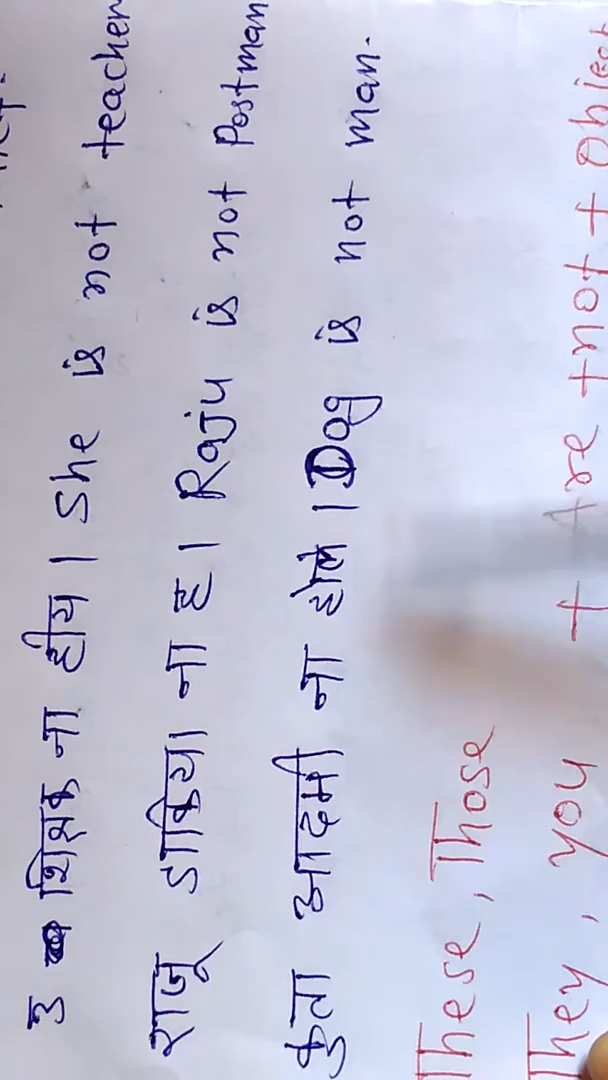 उ शिक्षक ना हीय। She is not teacher
राजू डाकिया ना ह। Raju is not Postman
कुता आदमी ना होला। Dog is not man.
These, Those
They, you + Are + not + Object